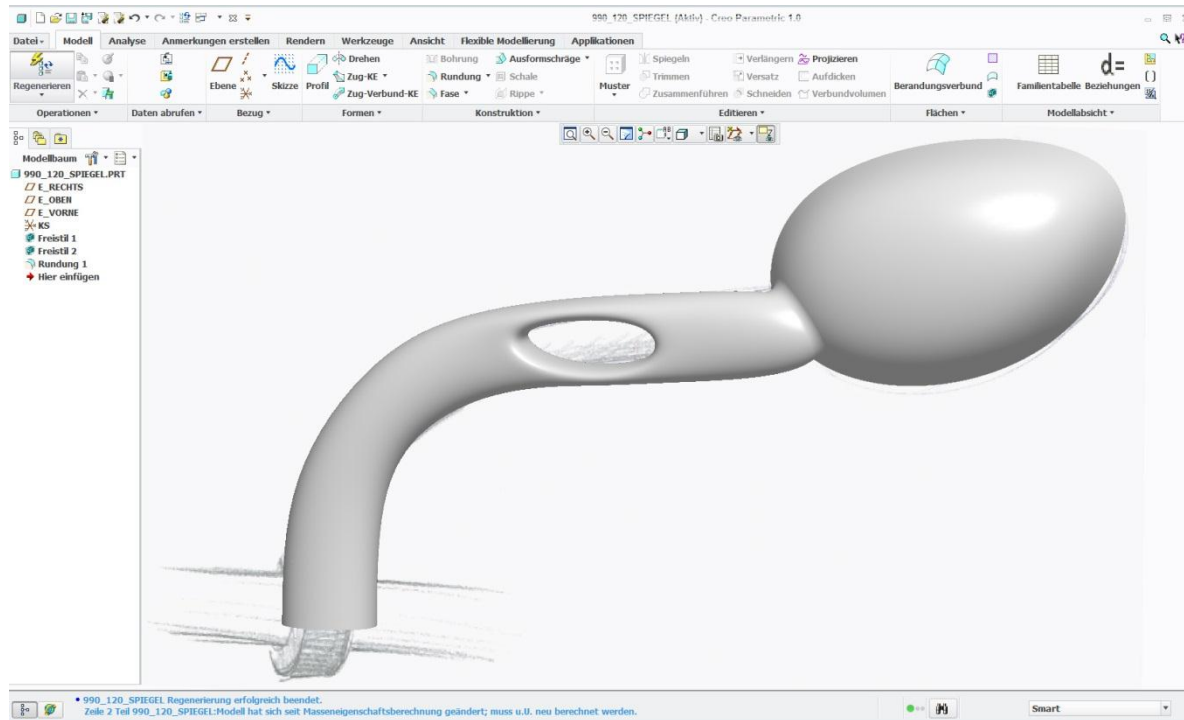 990_120_SPIEGEL (Aktiv) - Creo Parametric 1.0
Datei Modell Analyse Anmerkungen erstellen Rendern Werkzeuge Ansicht Flexible Modellierung Applikationen
Drehen Bohrung Ausformschräge Spiegeln Verlängern Projizieren
Zug-KE Rundung Schale Trimmen Versatz Aufdicken
Regenerieren Ebene Skizze Profil Muster Berandungsverbund Familientabelle Beziehungen
Zug-Verbund-KE Fase Rippe Zusammenführen Schneiden Verbundvolumen
Operationen Daten abrufen Bezug Formen Konstruktion Editieren Flächen Modellabsicht
Modellbaum
990_120_SPIEGEL.PRT
E_RECHTS
E_OBEN
E_VORNE
KS
Freistil 1
Freistil 2
Rundung 1
Hier einfügen
• 990_120_SPIEGEL Regenerierung erfolgreich beendet.
Zeile 2 Teil 990_120_SPIEGEL:Modell hat sich seit Masseneigenschaftsberechnung geändert; muss u.U. neu berechnet werden.
Smart